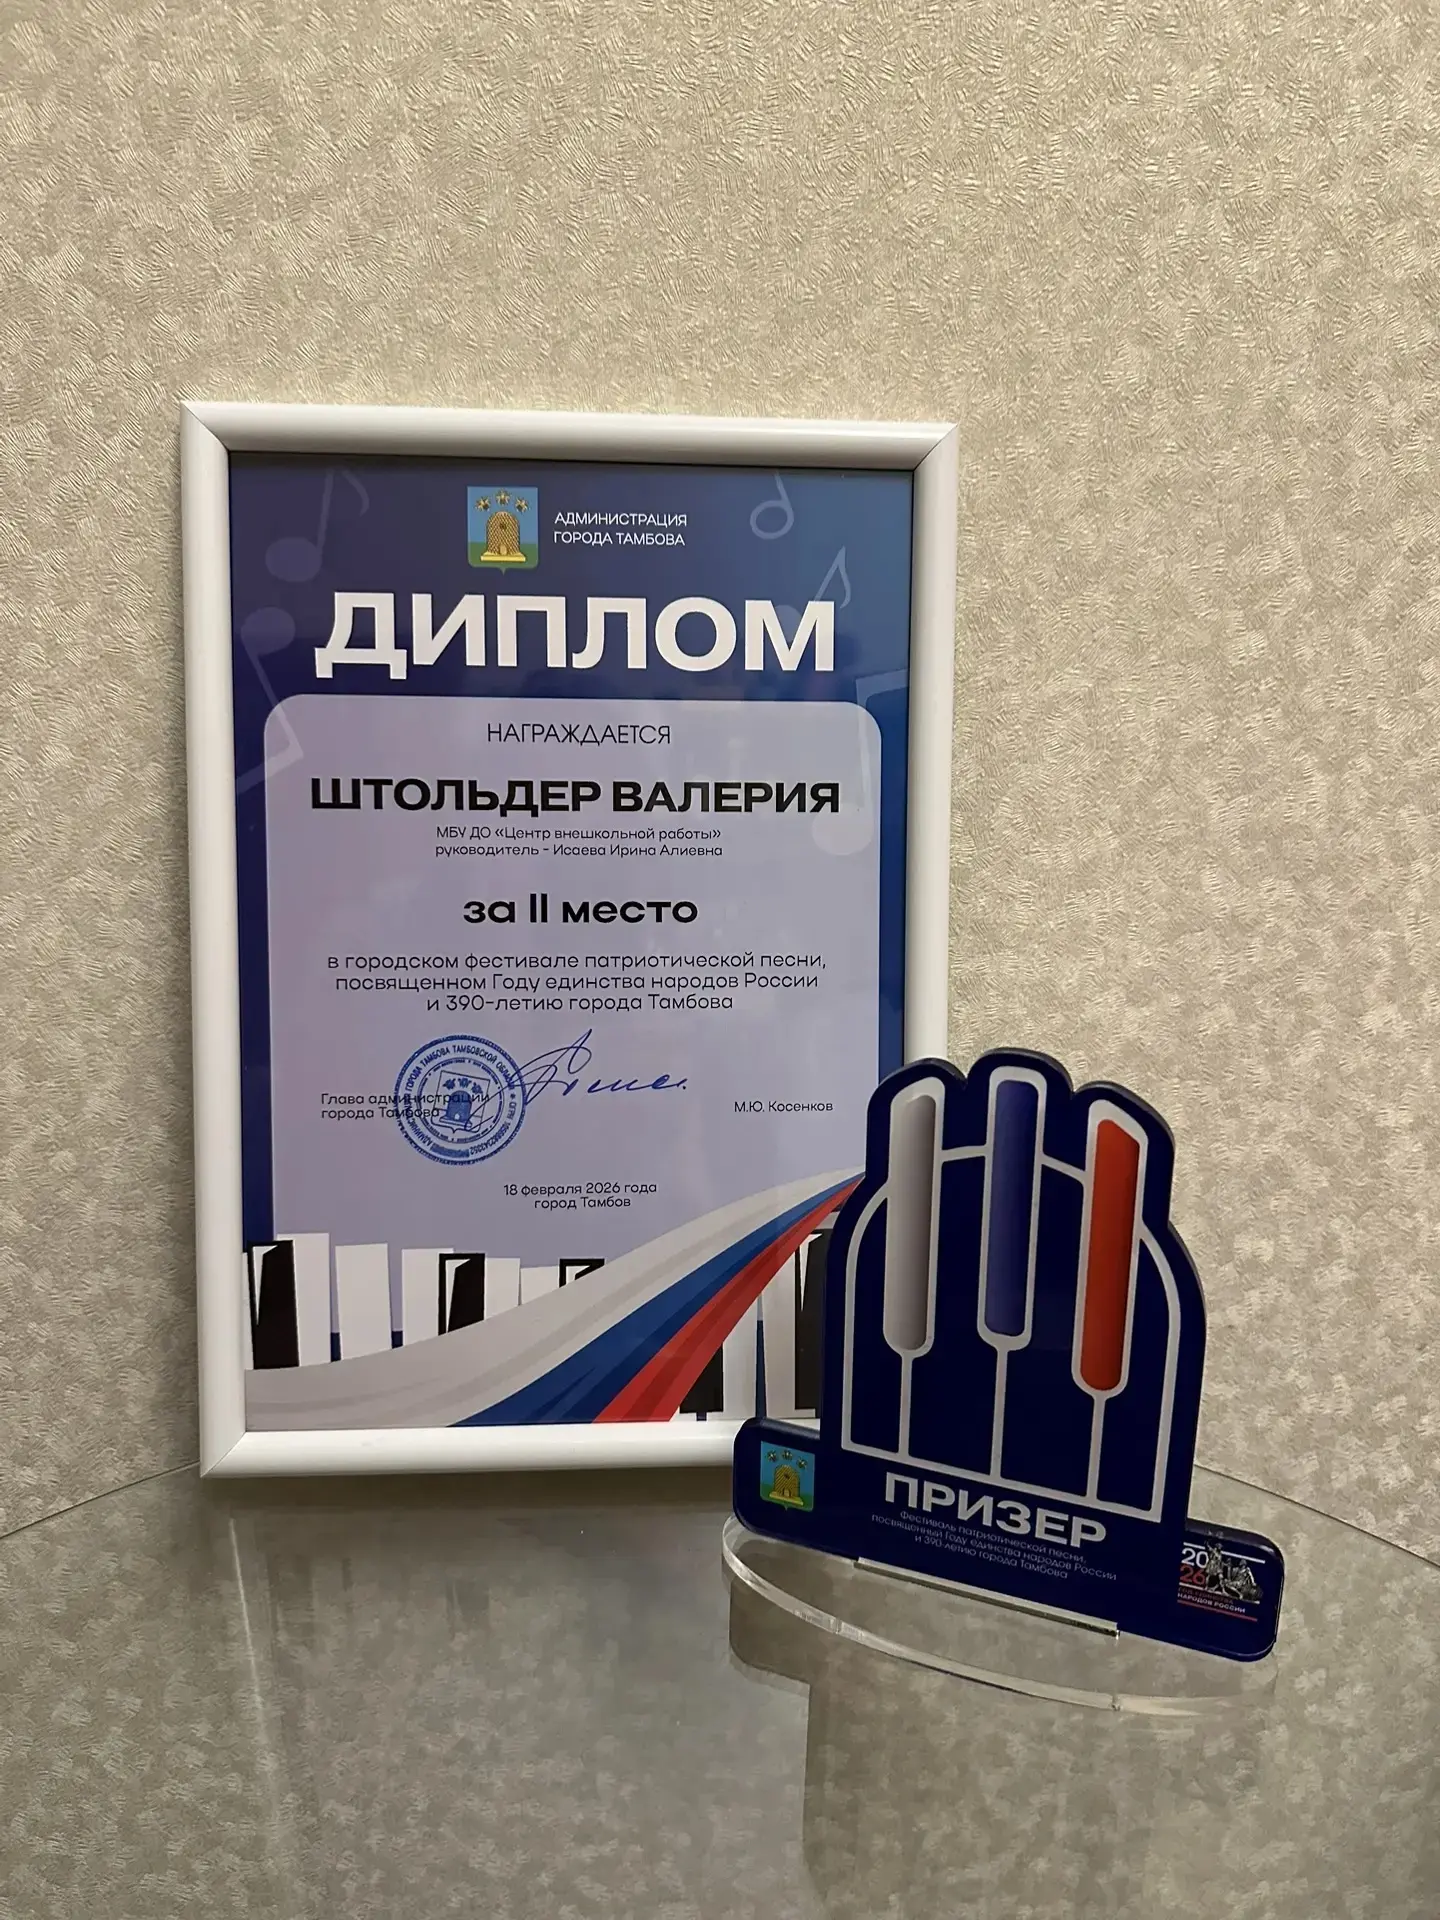 АДМИНИСТРАЦИЯ
ГОРОДА ТАМБОВА
ДИПЛОМ
НАГРАЖДАЕТСЯ
ШТОЛЬДЕР ВАЛЕРИЯ
МБУ ДО «Центр внешкольной работы»
руководитель - Исаева Ирина Алиевна
за II место
в городском фестивале патриотической песни,
посвященном Году единства народов России
и 390-летию города Тамбова
Глава администрации
города Тамбова
М.Ю. Косенков
18 февраля 2026 года
город Тамбов
ПРИЗЕР
Фестиваль патриотической песни,
посвященный Году единства народов России
и 390-летию города Тамбова
20
26
ГОД ЕДИНСТВА
НАРОДОВ РОССИИ